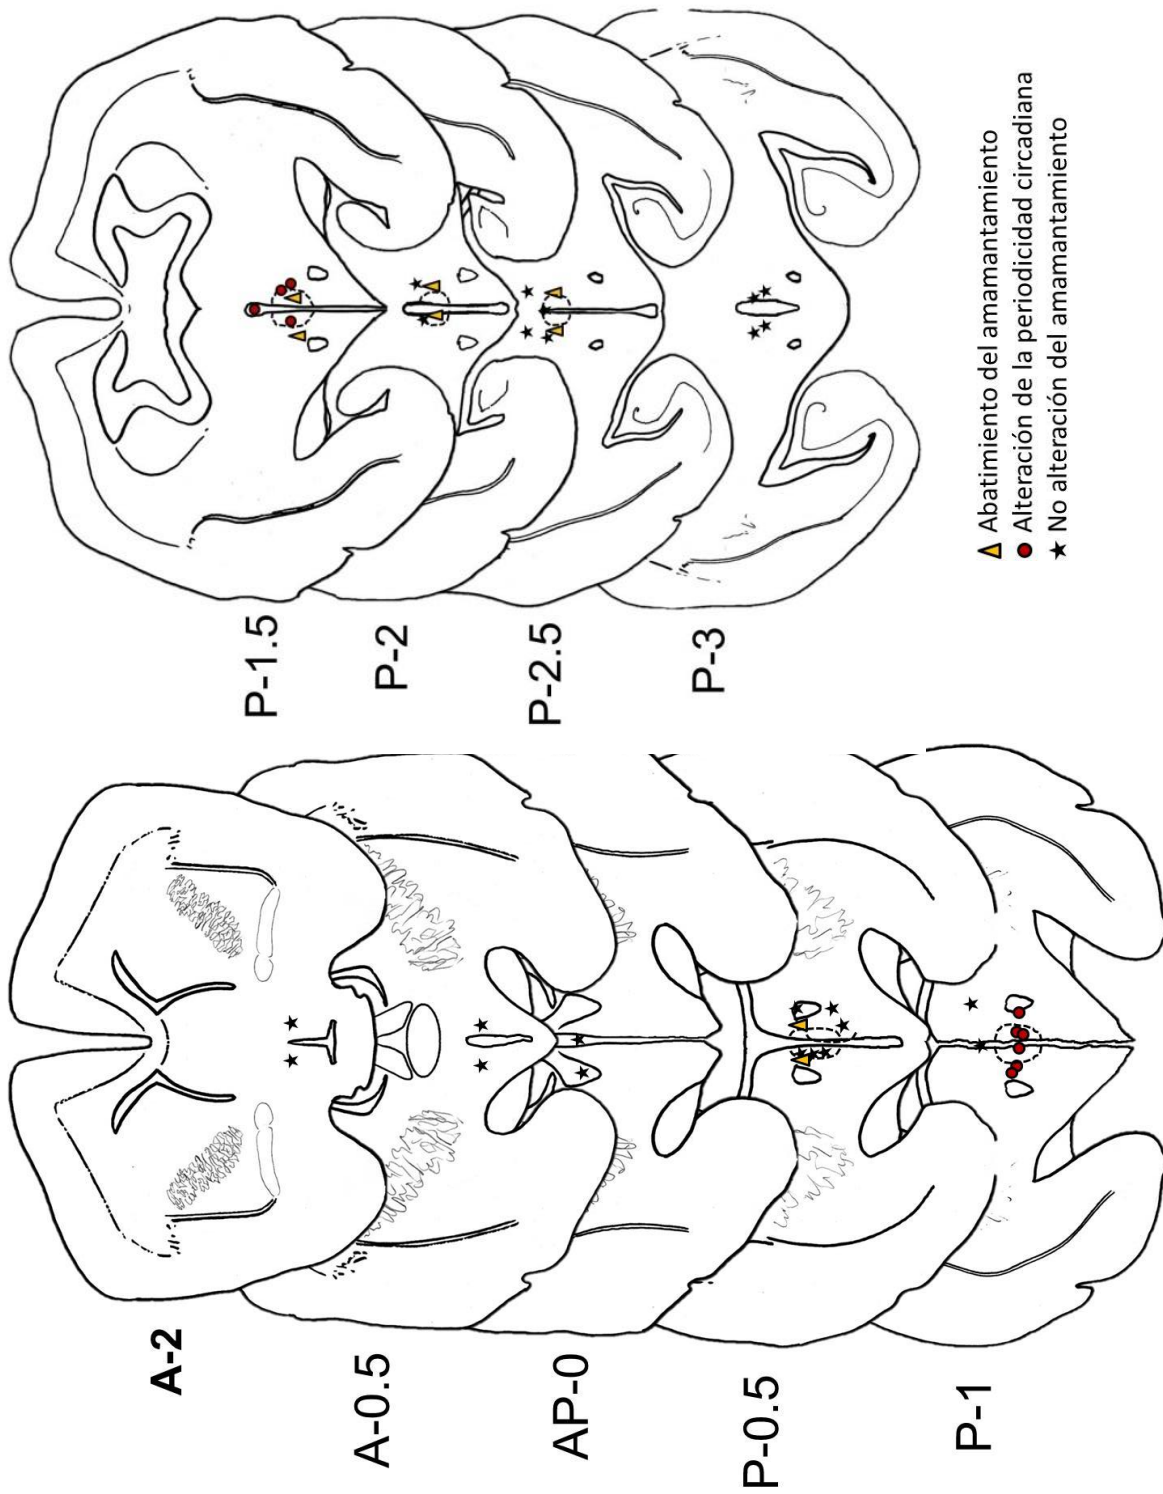 P-1.5
P-2
P-2.5
P-3
Abatimiento del amamantamiento
Alteración de la periodicidad circadiana
No alteración del amamantamiento
A-2
A-0.5
AP-0
P-0.5
P-1